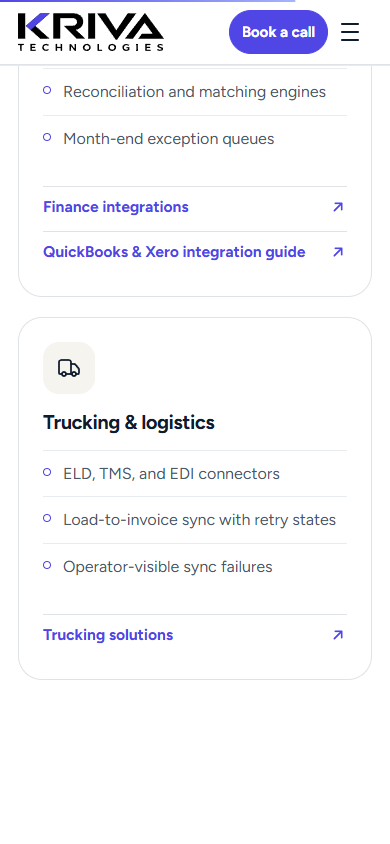 KRIVA
TECHNOLOGIES
Book a call
Reconciliation and matching engines
Month-end exception queues
Finance integrations
QuickBooks & Xero integration guide
Trucking & logistics
ELD, TMS, and EDI connectors
Load-to-invoice sync with retry states
Operator-visible sync failures
Trucking solutions